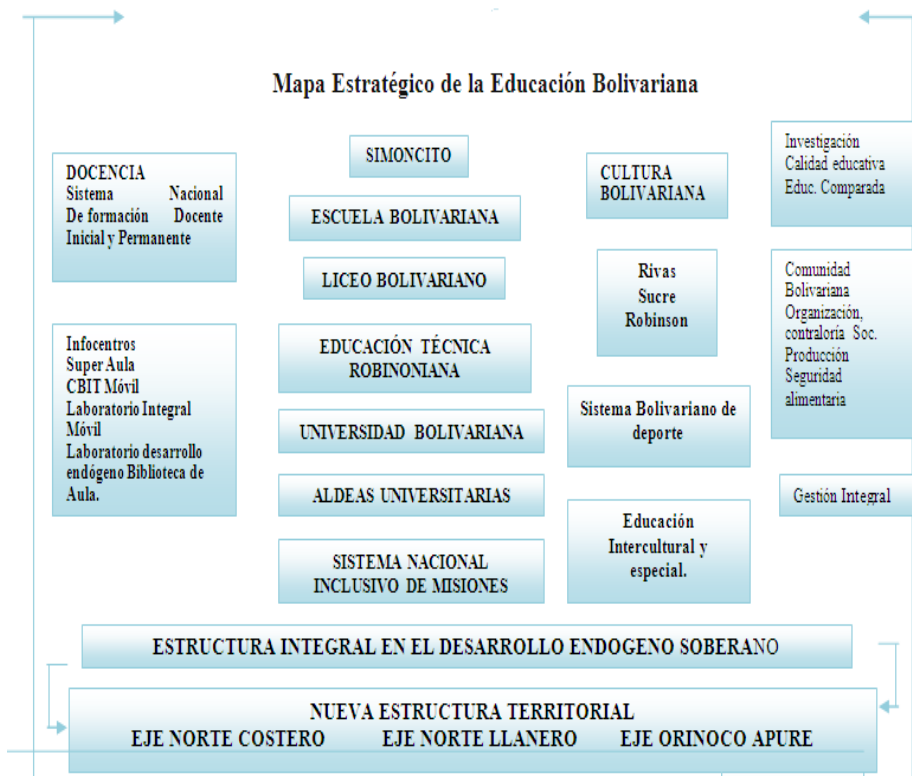 Mapa Estratégico de la Educación Bolivariana
DOCENCIA
Sistema Nacional
De formación Docente
Inicial y Permanente
Infocentros
Super Aula
CBIT Móvil
Laboratorio Integral
Móvil
Laboratorio desarrollo
endógeno Biblioteca de
Aula.
SIMONCITO
ESCUELA BOLIVARIANA
LICEO BOLIVARIANO
EDUCACIÓN TÉCNICA
ROBINONIANA
UNIVERSIDAD BOLIVARIANA
ALDEAS UNIVERSITARIAS
SISTEMA NACIONAL
INCLUSIVO DE MISIONES
CULTURA
BOLIVARIANA
Rivas
Sucre
Robinson
Sistema Bolivariano de
deporte
Educación
Intercultural y
especial.
Investigación
Calidad educativa
Educ. Comparada
Comunidad
Bolivariana
Organización,
contraloría Soc.
Producción
Seguridad
alimentaria
Gestión Integral
ESTRUCTURA INTEGRAL EN EL DESARROLLO ENDOGENO SOBERANO
NUEVA ESTRUCTURA TERRITORIAL
EJE NORTE COSTERO EJE NORTE LLANERO EJE ORINOCO APURE